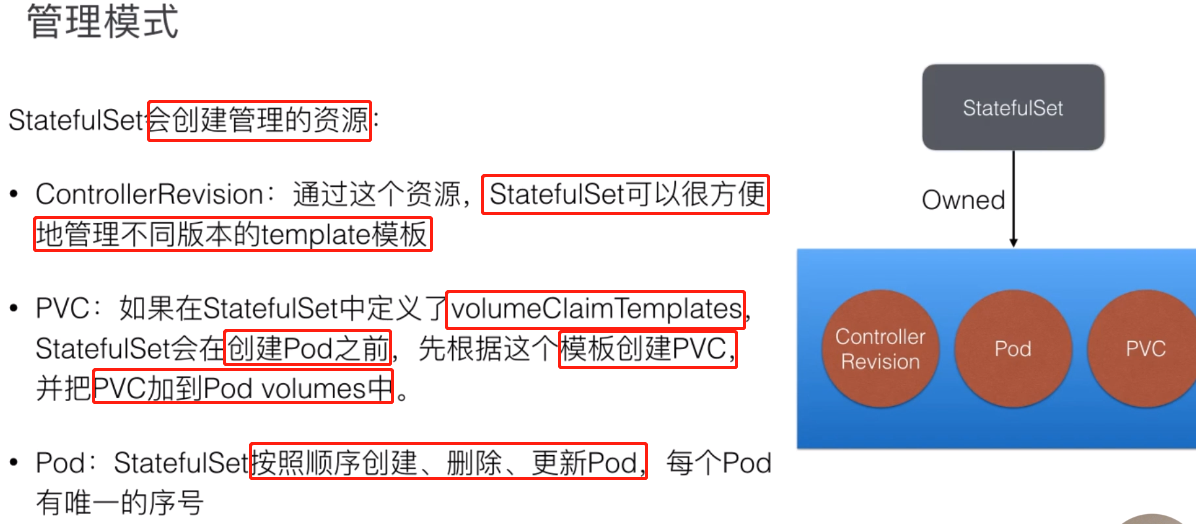 管理模式
StatefulSet会创建管理的资源：
• ControllerRevision：通过这个资源，StatefulSet可以很方便
地管理不同版本的template模板
• PVC：如果在StatefulSet中定义了volumeClaimTemplates，
StatefulSet会在创建Pod之前，先根据这个模板创建PVC，
并把PVC加到Pod volumes中。
• Pod：StatefulSet按照顺序创建、删除、更新Pod，每个Pod
有唯一的序号
StatefulSet
Owned
Controller
Revision
Pod
PVC